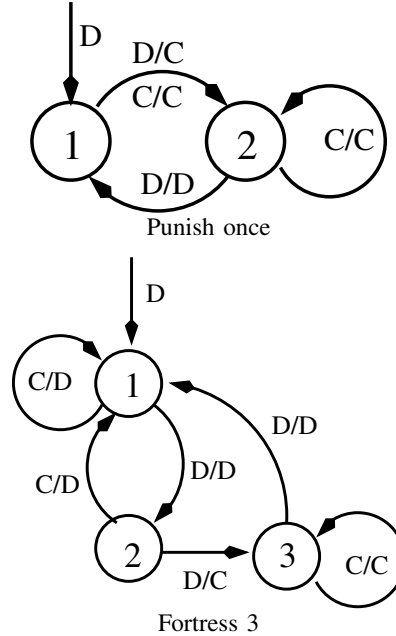 D
D/C
C/C
1
2
C/C
D/D
Punish once
D
1
C/D
D/D
C/D
D/D
2
3
C/C
D/C
Fortress 3